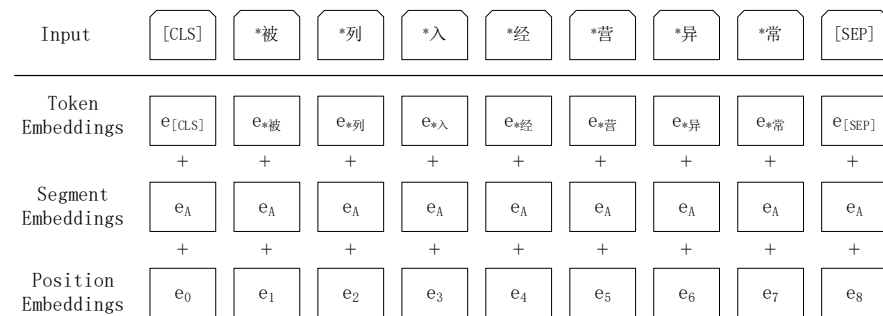 Input [CLS] *被 *列 *入 *经 *营 *异 *常 [SEP]
Token Embeddings e[CLS] e*被 e*列 e*入 e*经 e*营 e*异 e*常 e[SEP]
+ + + + + + + + +
Segment Embeddings eA eA eA eA eA eA eA eA eA
+ + + + + + + + +
Position Embeddings e0 e1 e2 e3 e4 e5 e6 e7 e8